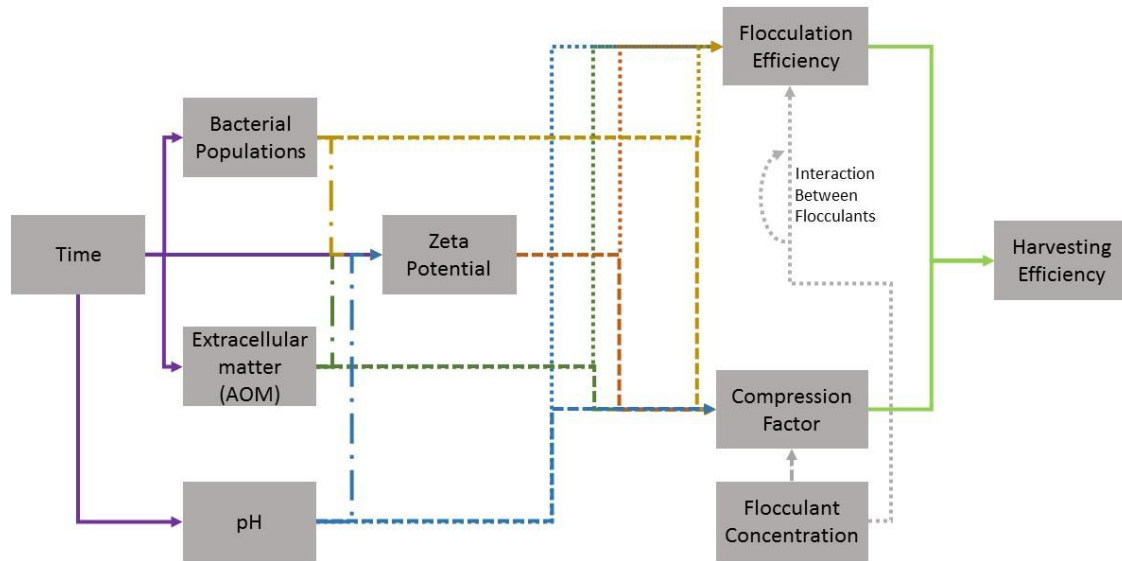 Flocculation
Efficiency
Bacterial
Populations
Interaction
Between
Flocculants
Time
Zeta
Potential
Harvesting
Efficiency
Extracellular
matter
(AOM)
Compression
Factor
pH
Flocculant
Concentration